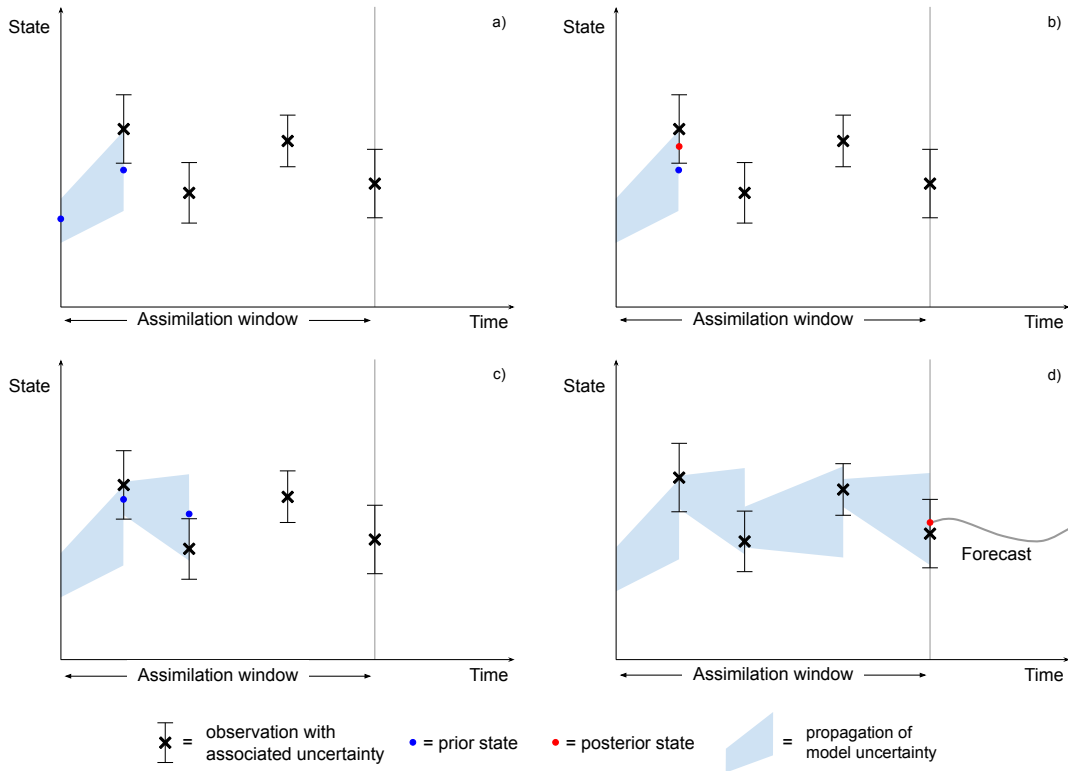 State
a)
Assimilation window
Time
State
b)
Assimilation window
Time
State
c)
Assimilation window
Time
State
d)
Forecast
Assimilation window
Time
= observation with
associated uncertainty
= prior state
= posterior state
= propagation of
model uncertainty